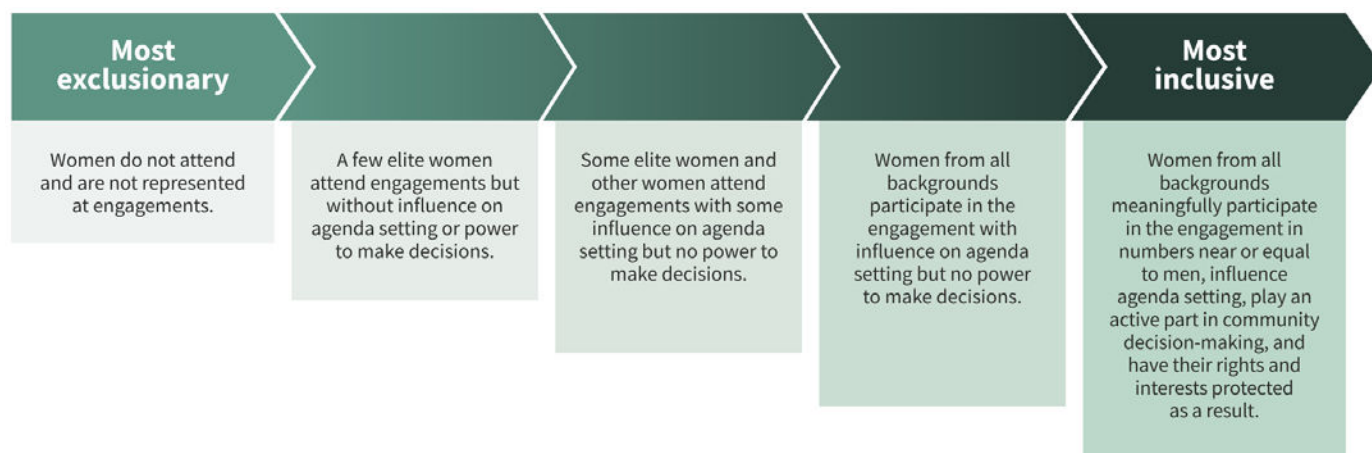 Most
exclusionary
Most
inclusive
Women do not attend
and are not represented
at engagements.
A few elite women
attend engagements but
without influence on
agenda setting or power
to make decisions.
Some elite women and
other women attend
engagements with some
influence on agenda
setting but no power to
make decisions.
Women from all
backgrounds
participate in the
engagement with
influence on agenda
setting but no power
to make decisions.
Women from all
backgrounds
meaningfully participate
in the engagement in
numbers near or equal
to men, influence
agenda setting, play an
active part in community
decision-making, and
have their rights and
interests protected
as a result.